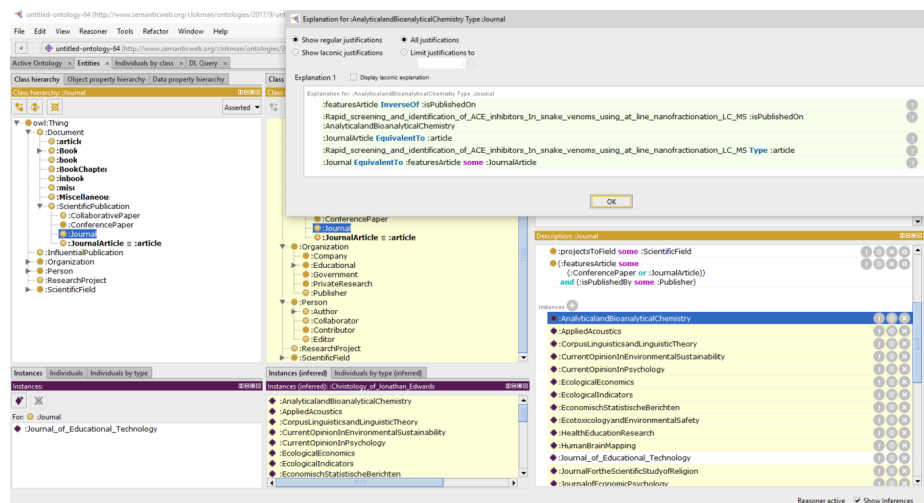 untitled-ontology-64 (http://www.semanticweb.org/clokman/ontologies/2017/9/un
File Edit View Reasoner Tools Refactor Window Help
< untitled-ontology-64 (http://www.semanticweb.org/clokman/ontologies/2
Active Ontology × Entities × Individuals by class × DL Query ×
Class hierarchy Object property hierarchy Data property hierarchy
Class hierarchy: :Journal
Asserted
owl:Thing
:Document
:article
:Book
:book
:BookChapter
:inbook
:misc
:Miscellaneous
:ScientificPublication
:CollaborativePaper
:ConferencePaper
:Journal
:JournalArticle ≡ :article
:InfluentialPublication
:Organization
:Person
:ResearchProject
:ScientificField
Instances Individuals Individuals by type
Instances:
For: :Journal
:Journal_of_Educational_Technology
Class
Class
:ConferencePaper
:Journal
:JournalArticle ≡ :article
:Organization
:Company
:Educational
:Government
:PrivateResearch
:Publisher
:Person
:Author
:Collaborator
:Contributor
:Editor
:ResearchProject
:ScientificField
Instances (inferred) Individuals by type (inferred)
Instances (inferred): :Christology_of_Jonathan_Edwards
:AnalyticalandBioanalyticalChemistry
:AppliedAcoustics
:CorpusLinguisticsandLinguisticTheory
:CurrentOpinionInEnvironmentalSustainability
:CurrentOpinionInPsychology
:EcologicalEconomics
:EcologicalIndicators
:EconomischStatistischeBerichten
Explanation for :AnalyticalandBioanalyticalChemistry Type :Journal
Show regular justifications All justifications
Show laconic justifications Limit justifications to
Explanation 1 Display laconic explanation
Explanation for: :AnalyticalandBioanalyticalChemistry Type :Journal
:featuresArticle InverseOf :isPublishedOn
:Rapid_screening_and_identification_of_ACE_inhibitors_In_snake_venoms_using_at_line_nanofractionation_LC_MS :isPublishedOn
:AnalyticalandBioanalyticalChemistry
:JournalArticle EquivalentTo :article
:Rapid_screening_and_identification_of_ACE_inhibitors_In_snake_venoms_using_at_line_nanofractionation_LC_MS Type :article
:Journal EquivalentTo :featuresArticle some :JournalArticle
OK
Description: :Journal
:projectsToField some :ScientificField
(:featuresArticle some
(:ConferencePaper or :JournalArticle))
and (:isPublishedBy some :Publisher)
Instances
:AnalyticalandBioanalyticalChemistry
:AppliedAcoustics
:CorpusLinguisticsandLinguisticTheory
:CurrentOpinionInEnvironmentalSustainability
:CurrentOpinionInPsychology
:EcologicalEconomics
:EcologicalIndicators
:EconomischStatistischeBerichten
:EcotoxicologyandEnvironmentalSafety
:HealthEducationResearch
:HumanBrainMapping
:Journal_of_Educational_Technology
:JournalFortheScientificStudyofReligion
:JournalofEconomicPsychology
Reasoner active Show Inferences